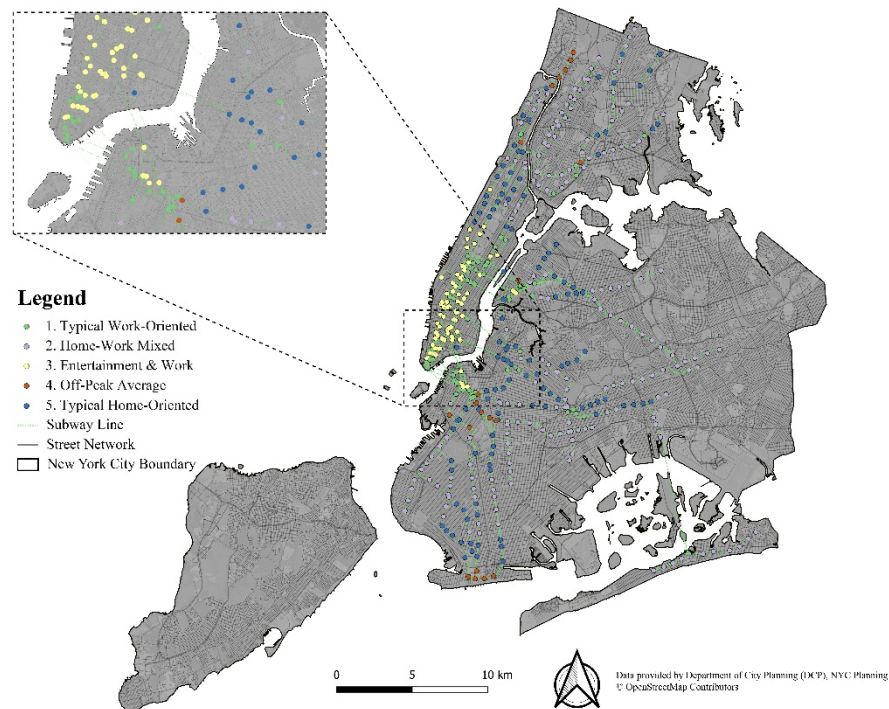 Legend
1. Typical Work-Oriented
2. Home-Work Mixed
3. Entertainment & Work
4. Off-Peak Average
5. Typical Home-Oriented
Subway Line
Street Network
New York City Boundary
0 5 10 km
Data provided by Department of City Planning (DCP), NYC Planning
© OpenStreetMap Contributors